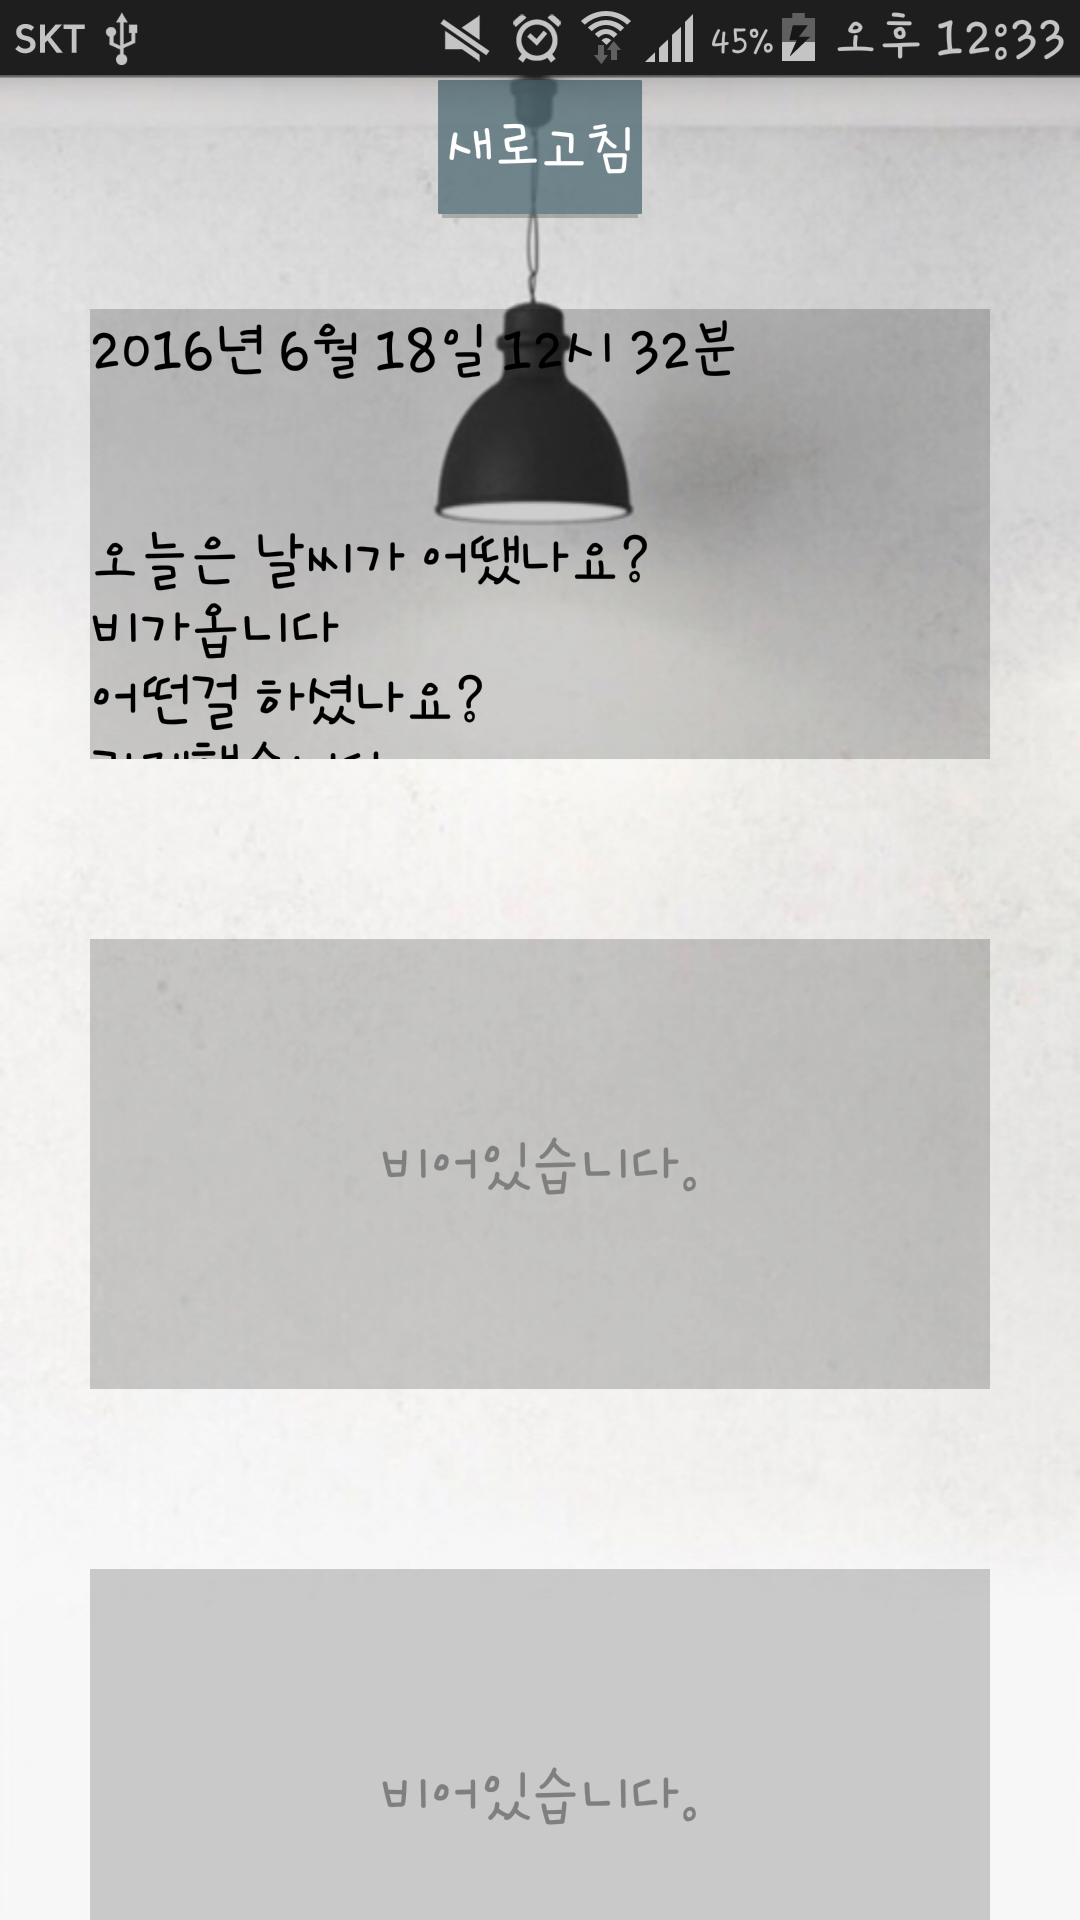 SKT 45% 오후 12:33
새로고침
2016년 6월 18일 12시 32분
오늘은 날씨가 어땠나요?
비가옵니다
어떤걸 하셨나요?
비어있습니다.
비어있습니다.